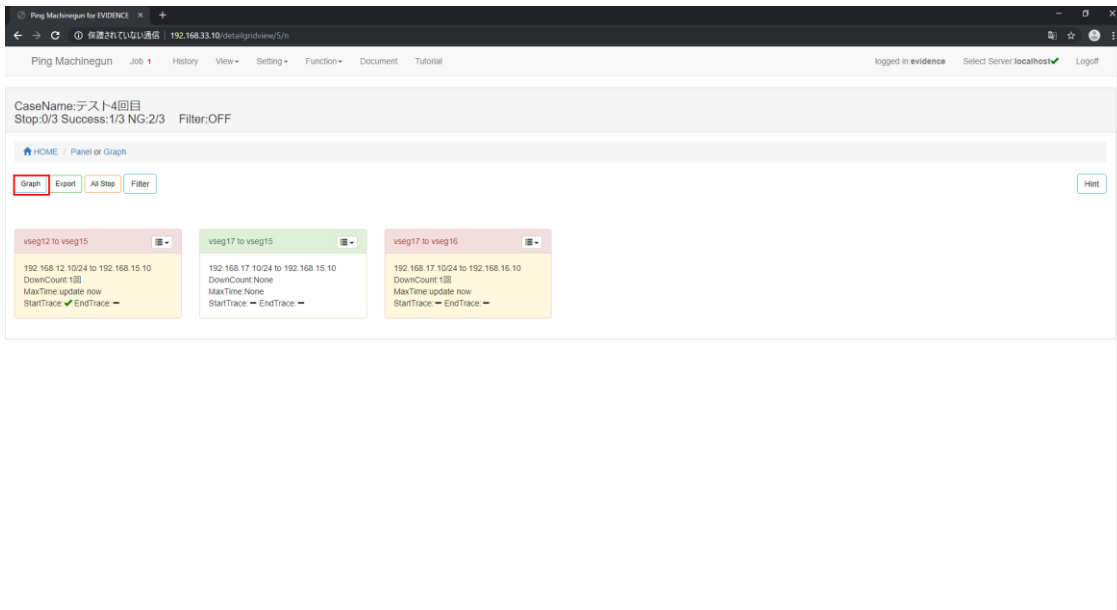 Ping Machinegun for EVIDENCE
保護されていない通信 | 192.168.33.10/detailgridview/5/n
Ping Machinegun Job 1 History View Setting Function Document Tutorial logged in:evidence Select Server:localhost Logoff
CaseName:テスト4回目
Stop:0/3 Success:1/3 NG:2/3 Filter:OFF
HOME / Panel or Graph
Graph Export All Stop Filter Hint
vseg12 to vseg15
192.168.12.10/24 to 192.168.15.10
DownCount:1回
MaxTime:update now
StartTrace: EndTrace:
vseg17 to vseg15
192.168.17.10/24 to 192.168.15.10
DownCount:None
MaxTime:None
StartTrace: EndTrace:
vseg17 to vseg16
192.168.17.10/24 to 192.168.16.10
DownCount:1回
MaxTime:update now
StartTrace: EndTrace: